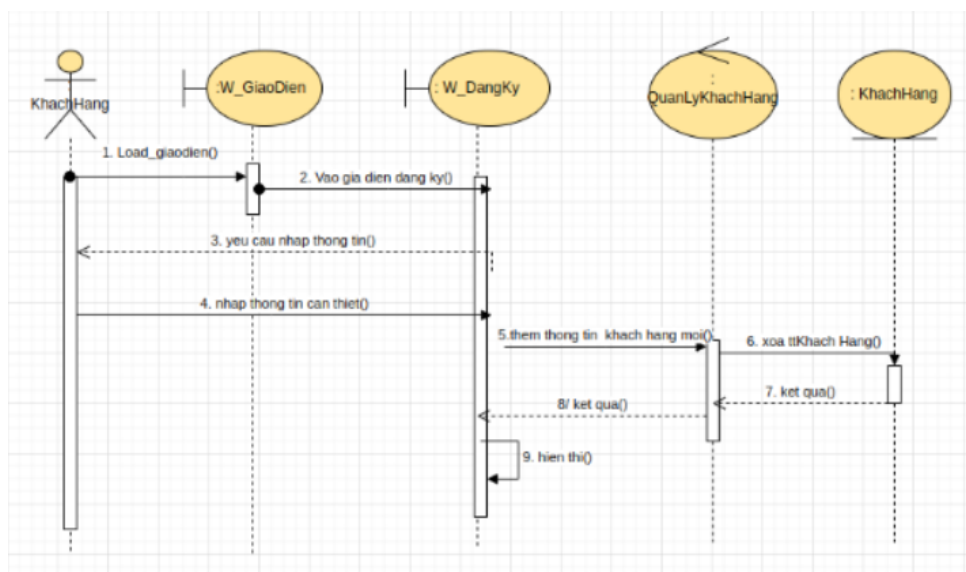 KhachHang
:W_GiaoDien
: W_DangKy
:
QuanLyKhachHang
: KhachHang
1. Load_giaodien()
2. Vao gia dien dang ky()
3. yeu cau nhap thong tin()
4. nhap thong tin can thiet()
5.them thong tin khach hang moi()
6. xoa ttKhach Hang()
7. ket qua()
8/ ket qua()
9. hien thi()